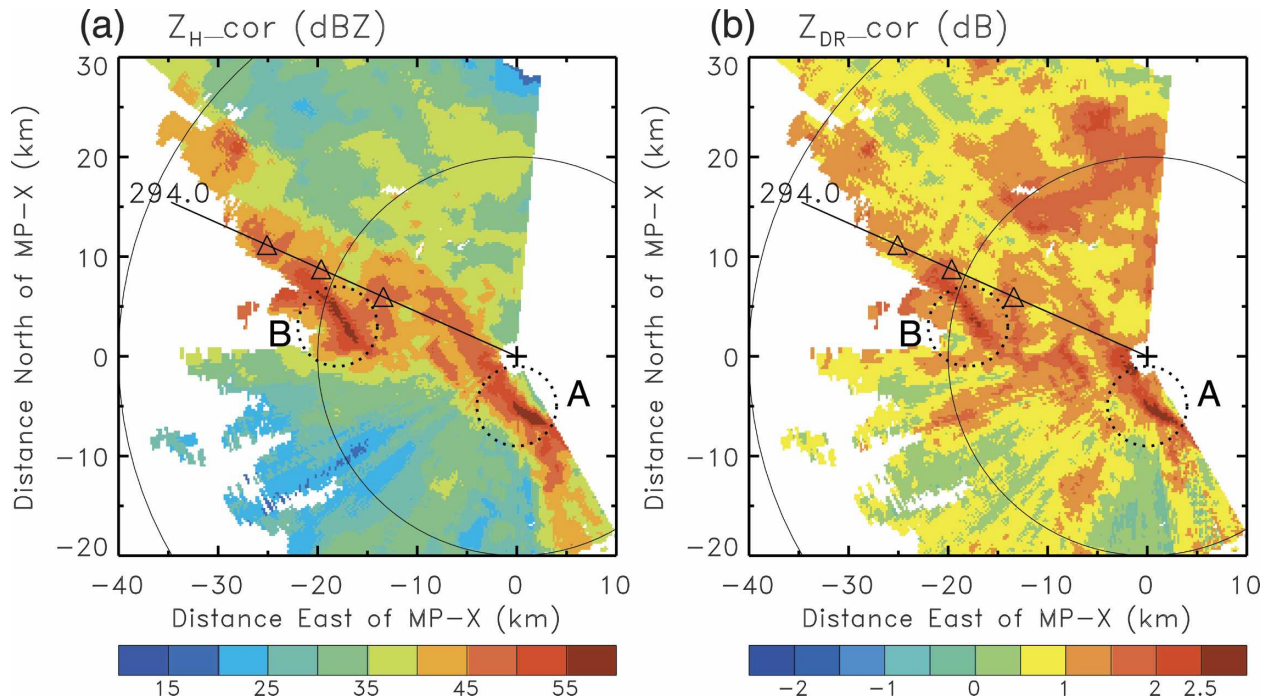 (a) Z_H_cor (dBZ)
30
20
10
0
−10
−20
Distance North of MP−X (km)
294.0
B
A
−40 −30 −20 −10 0 10
Distance East of MP−X (km)
15 25 35 45 55
(b) Z_DR_cor (dB)
30
20
10
0
−10
−20
Distance North of MP−X (km)
294.0
B
A
−40 −30 −20 −10 0 10
Distance East of MP−X (km)
−2 −1 0 1 2 2.5